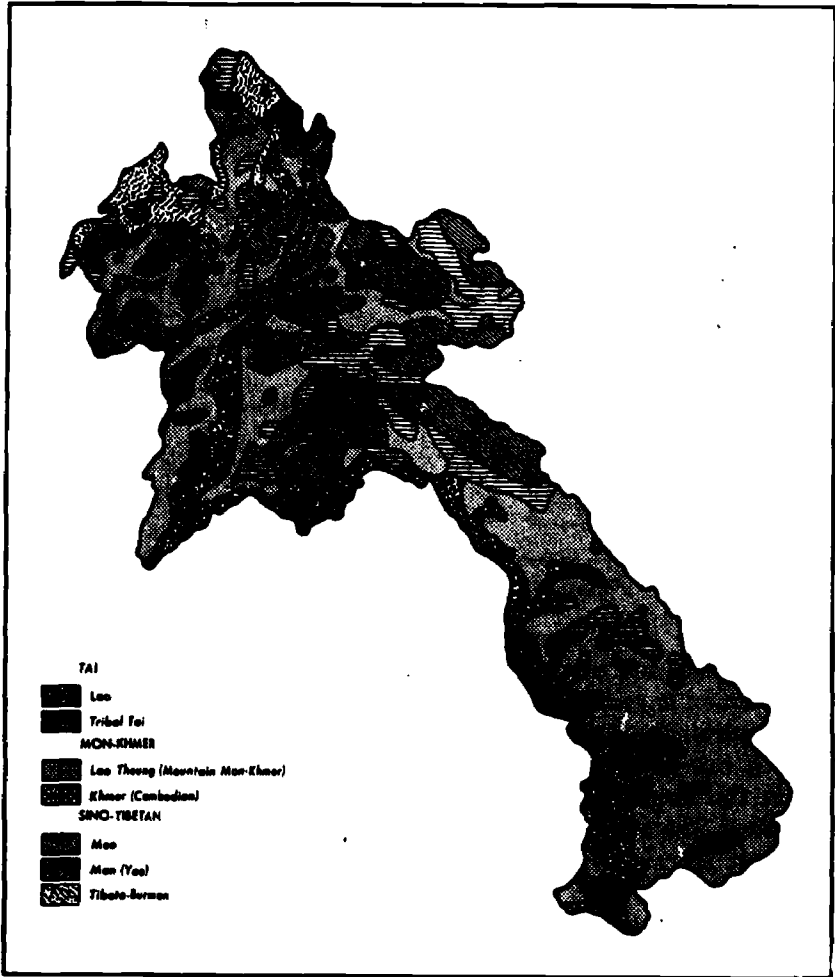 TAI
Lao
Tribal Tai
MON-KHMER
Lao Theung (Mountain Mon-Khmer)
Khmer (Cambodian)
SINO-TIBETAN
Meo
Man (Yao)
Tibeto-Burman